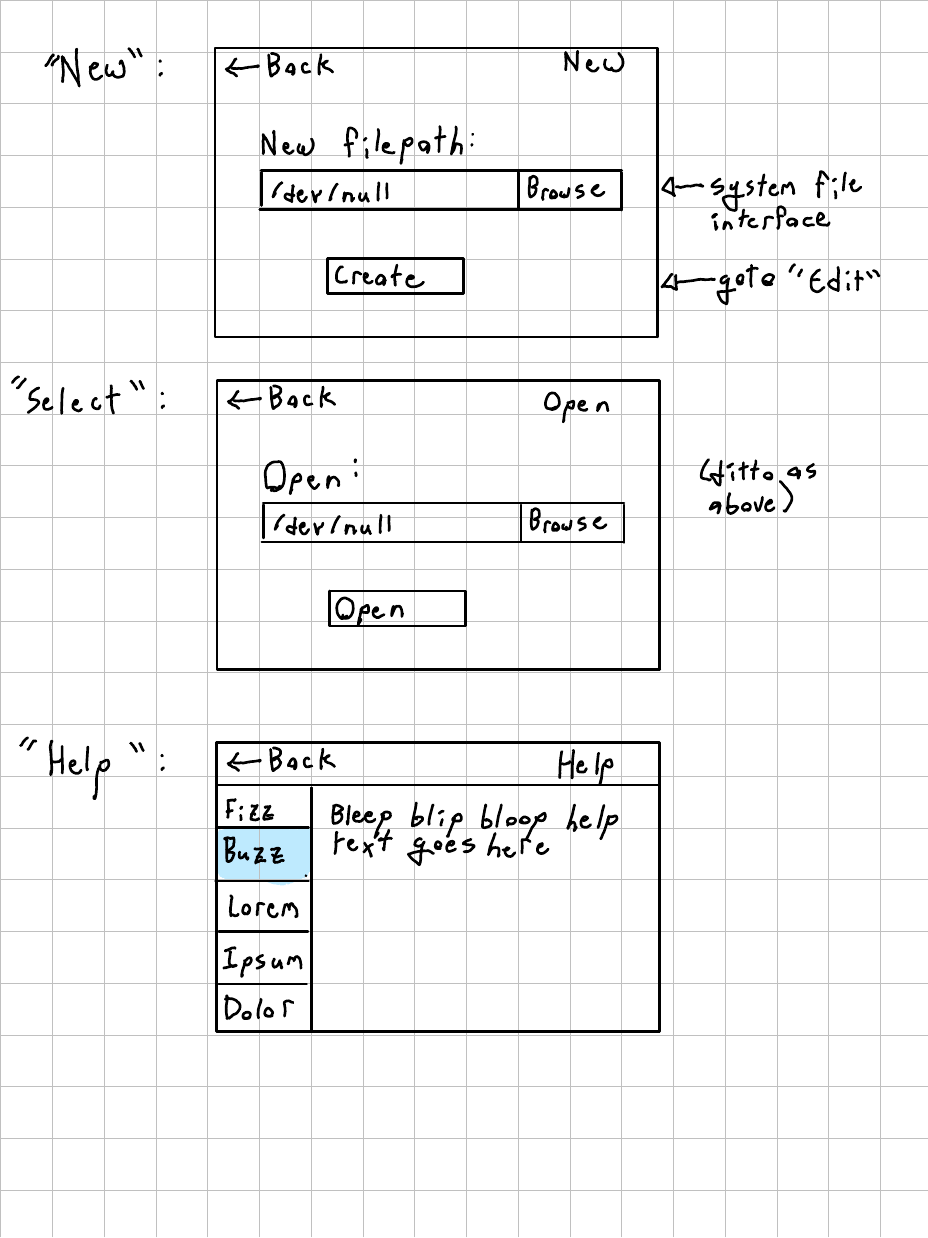 "New":
← Back New
New filepath:
/dev/null Browse
system file
interface
Create
goto "Edit"
"Select":
← Back Open
Open:
/dev/null Browse
(ditto as
above)
Open
"Help":
← Back Help
Fizz
Buzz
Lorem
Ipsum
Dolor
Bleep blip bloop help
text goes here